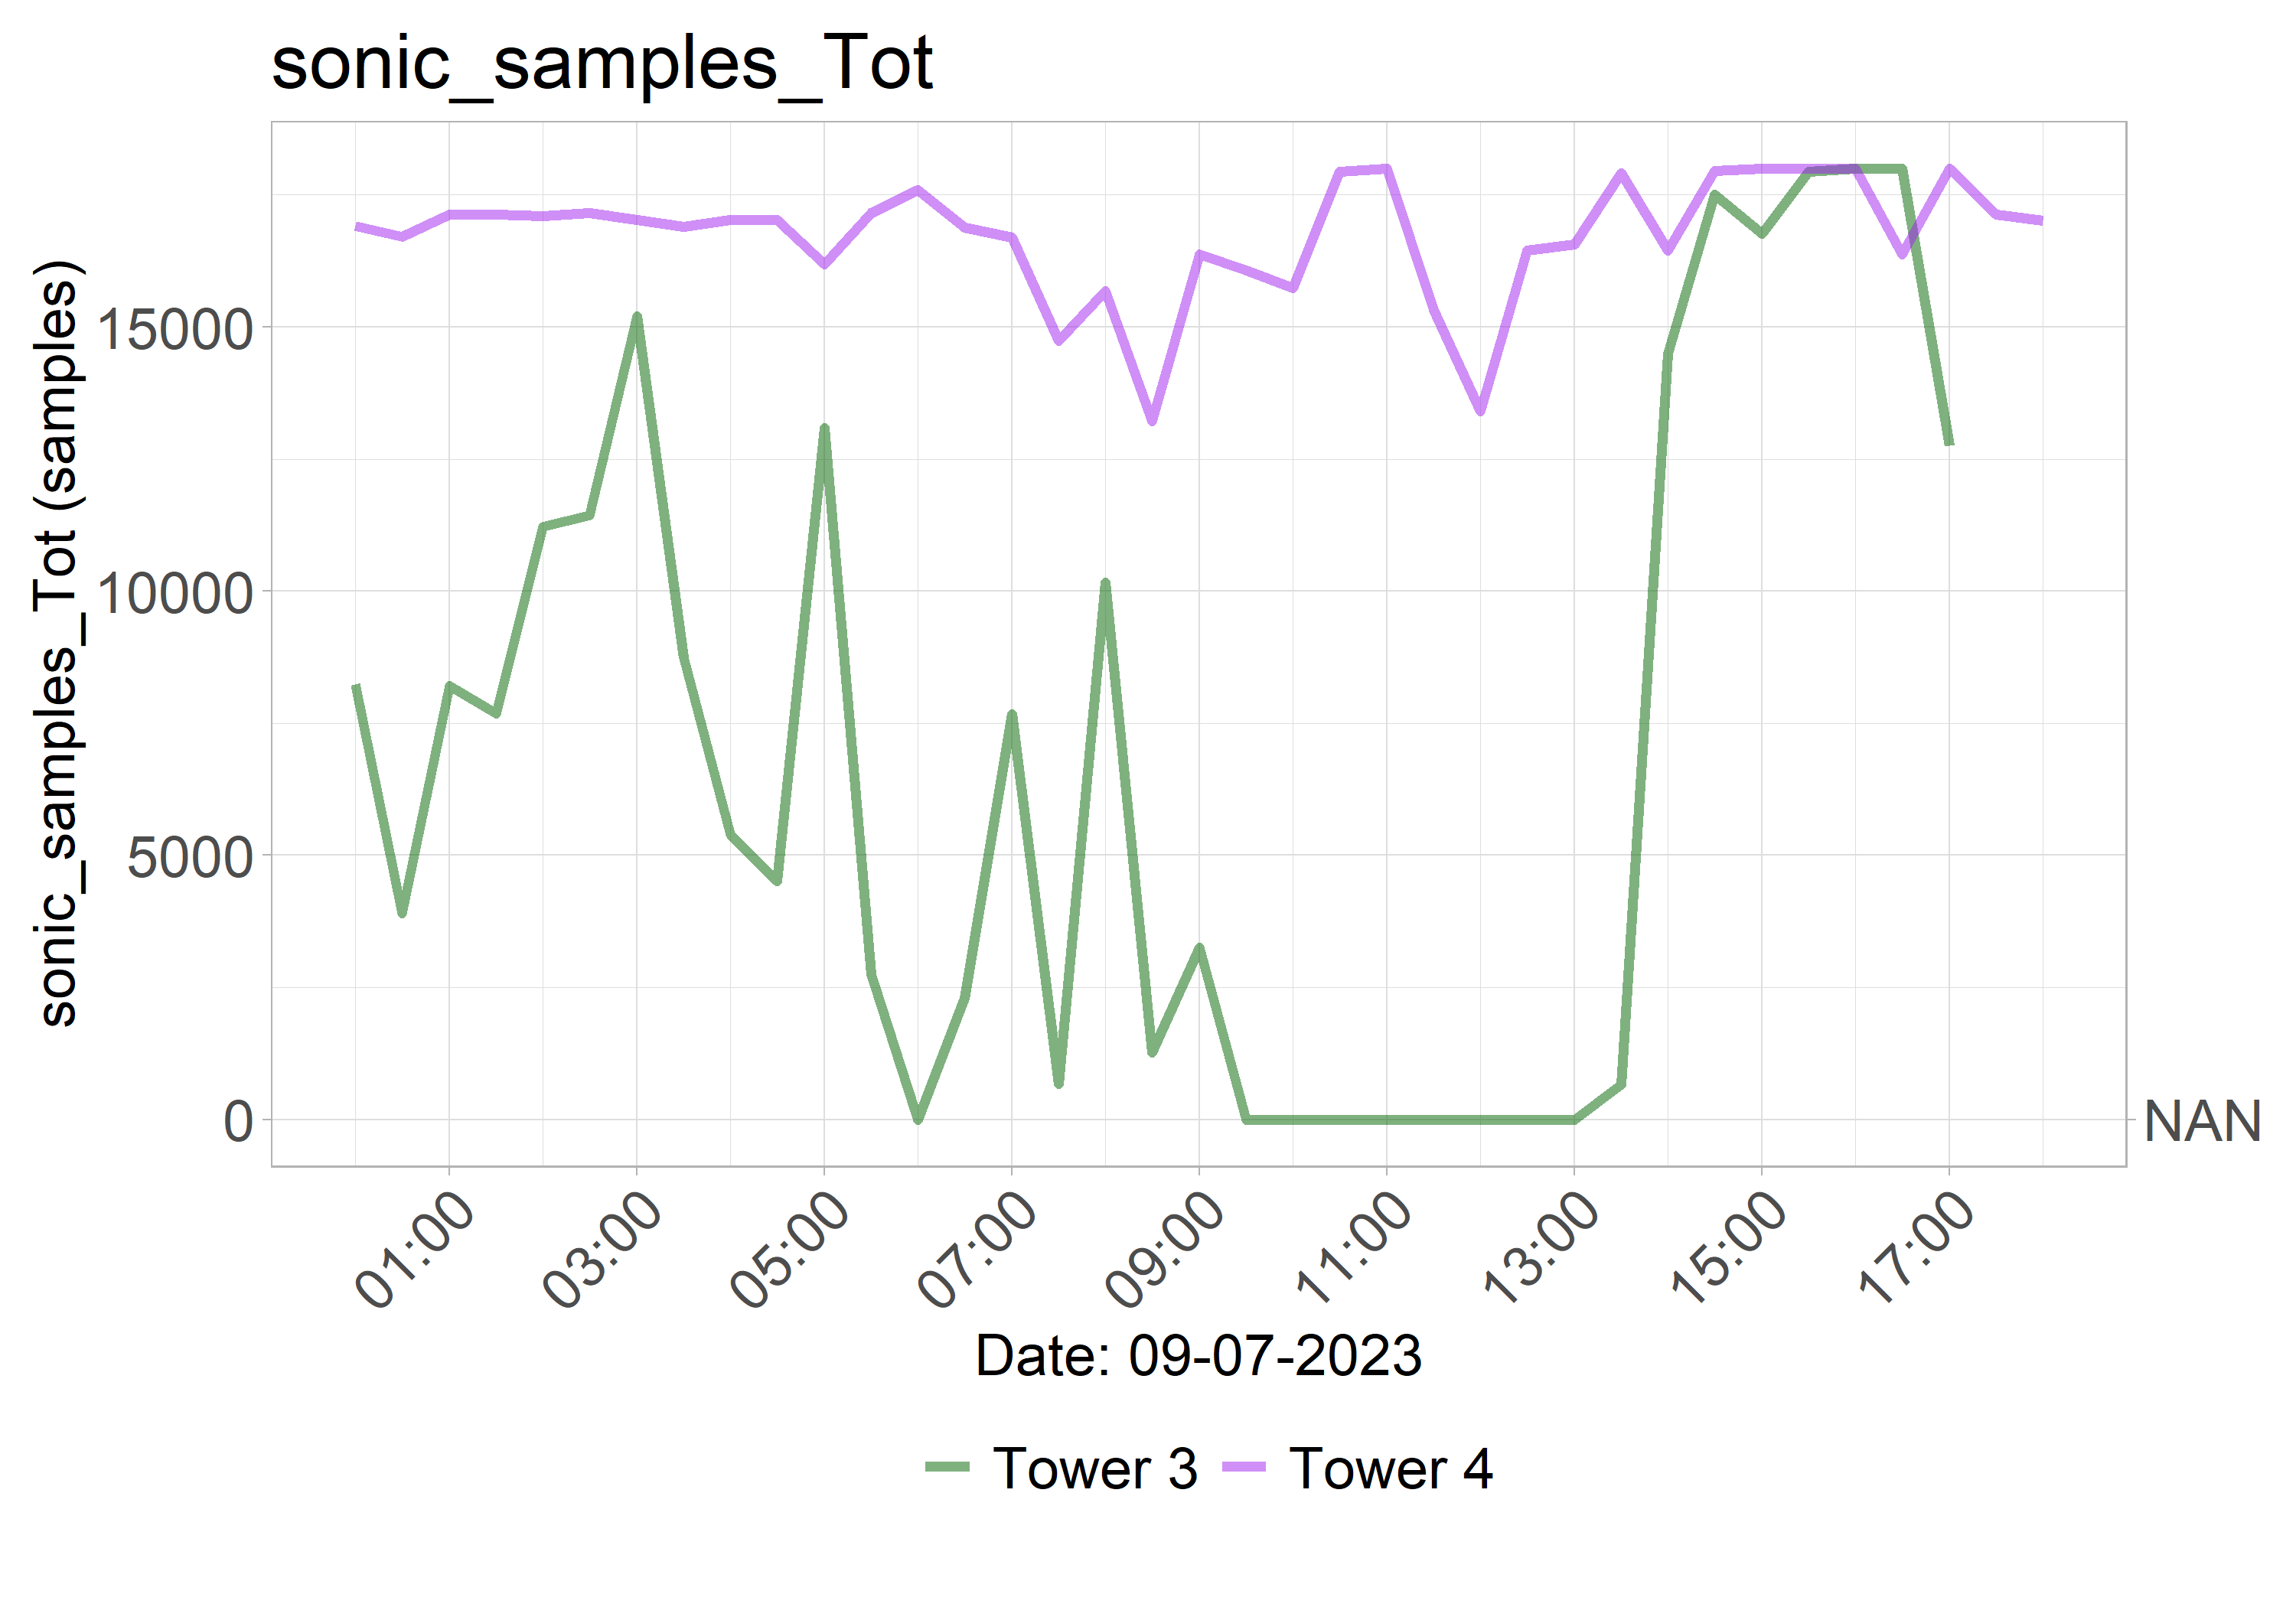 sonic_samples_Tot
sonic_samples_Tot (samples)
15000
10000
5000
0
NAN
01:00
03:00
05:00
07:00
09:00
11:00
13:00
15:00
17:00
Date: 09-07-2023
Tower 3
Tower 4